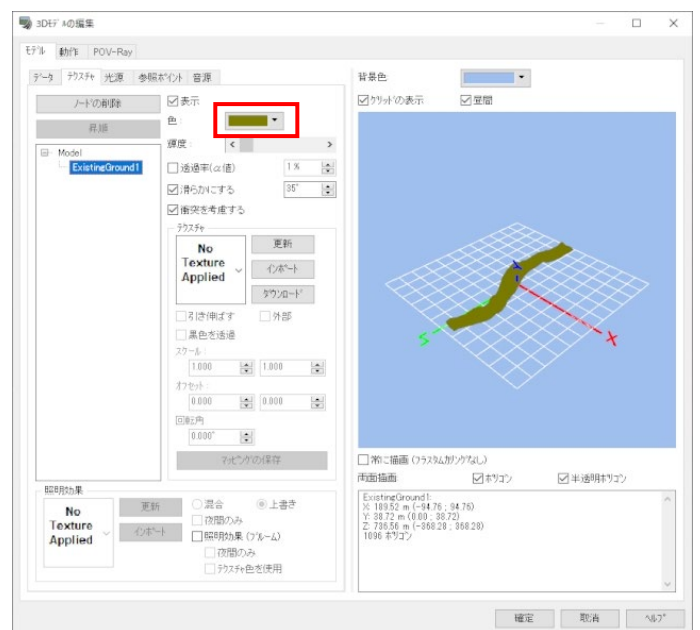 3Dﾓﾃﾞﾙの編集
ﾓﾃﾞﾙ 動作 POV-Ray
ﾃﾞｰﾀ ﾃｸｽﾁｬ 光源 参照ﾎﾟｲﾝﾄ 音源
ﾉｰﾄﾞの削除
昇順
Model
ExistingGround1
表示
色:
輝度:
透過率(α値) 1 %
滑らかにする 35°
衝突を考慮する
ﾃｸｽﾁｬ
No
Texture
Applied
更新
ｲﾝﾎﾟｰﾄ
ﾀﾞｳﾝﾛｰﾄﾞ
引き伸ばす 外部
黒色を透過
ｽｹｰﾙ:
1.000 1.000
ｵﾌｾｯﾄ:
0.000 0.000
回転角
0.000°
ﾏｯﾋﾟﾝｸﾞの保存
照明効果
No
Texture
Applied
更新
ｲﾝﾎﾟｰﾄ
混合 上書き
夜間のみ
照明効果 (ﾌﾞﾙｰﾑ)
夜間のみ
ﾃｸｽﾁｬ色を使用
背景色
ｸﾞﾘｯﾄﾞの表示 昼間
S
X
常に描画 (ﾌﾗｽﾀﾑｶﾘﾝｸﾞなし)
両面描画 ﾎﾟﾘｺﾞﾝ 半透明ﾎﾟﾘｺﾞﾝ
ExistingGround1:
X: 189.52 m (-94.76 ; 94.76)
Y: 38.72 m (0.00 ; 38.72)
Z: 736.56 m (-368.28 ; 368.28)
1096 ﾎﾟﾘｺﾞﾝ
確定 取消 ﾍﾙﾌﾟ